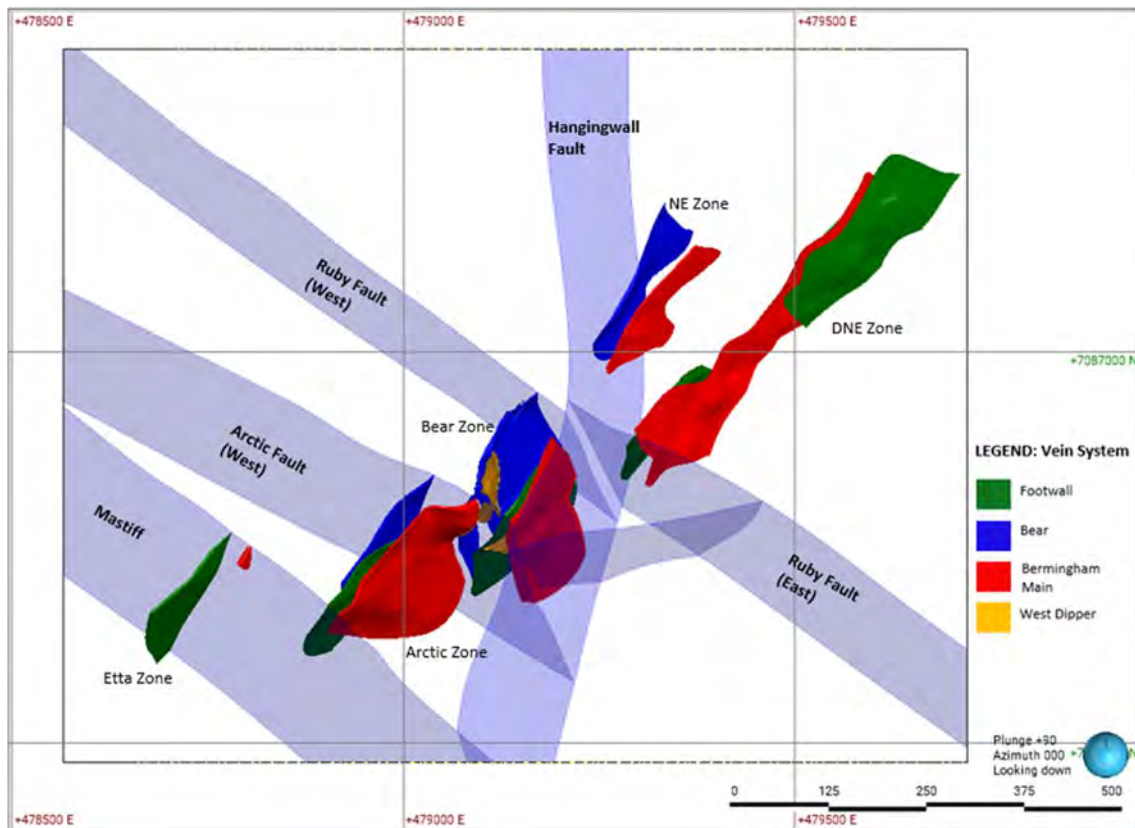 +478500 E
+479000 E
+479500 E
Hangingwall
Fault
NE Zone
Ruby Fault
(West)
DNE Zone
+7087000 N
Bear Zone
Arctic Fault
(West)
LEGEND: Vein System
Footwall
Bear
Bermingham
Main
West Dipper
Mastiff
Ruby Fault
(East)
Etta Zone
Arctic Zone
Plunge +90
Azimuth 000
Looking down
0 125 250 375 500
+478500 E
+479000 E
+479500 E